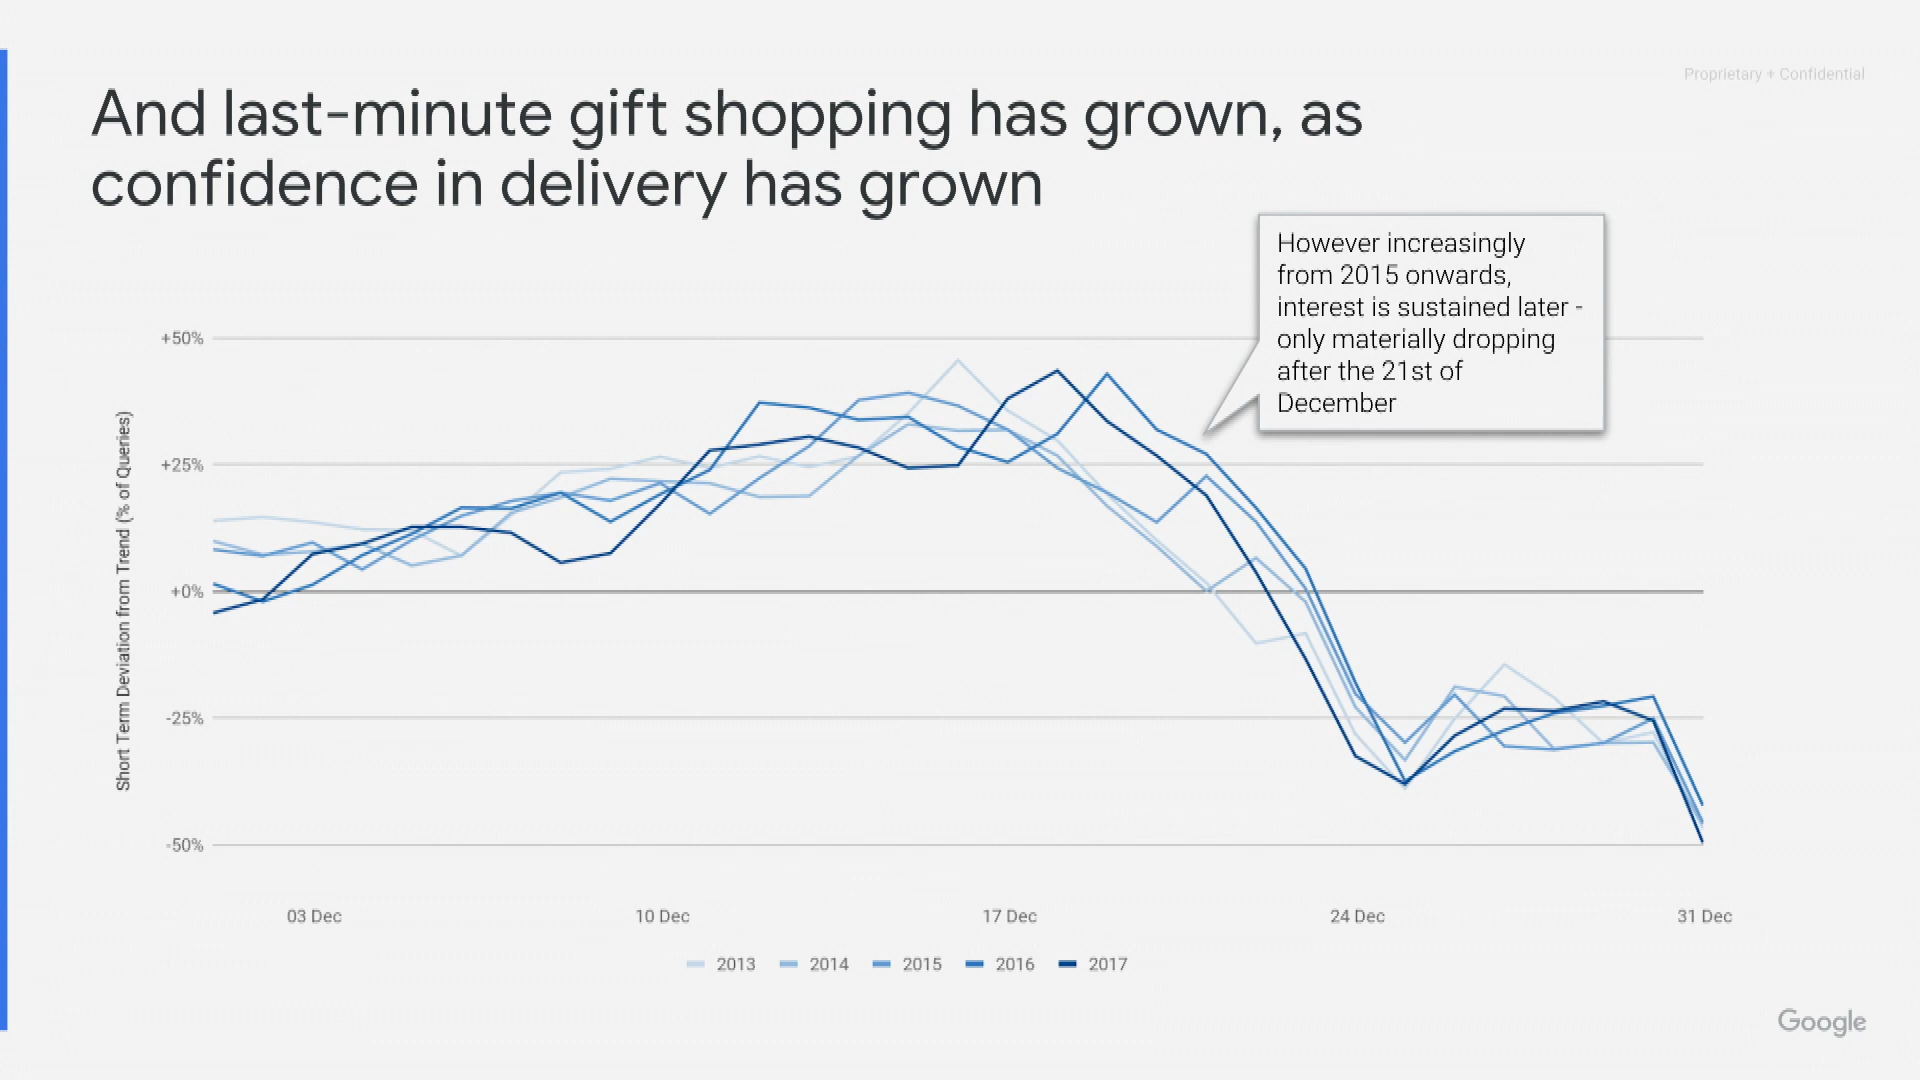 Proprietary + Confidential
And last-minute gift shopping has grown, as
confidence in delivery has grown
However increasingly
from 2015 onwards,
interest is sustained later -
only materially dropping
after the 21st of
December
Short Term Deviation from Trend (% of Queries)
+50%
+25%
+0%
-25%
-50%
03 Dec
10 Dec
17 Dec
24 Dec
31 Dec
2013
2014
2015
2016
2017
Google